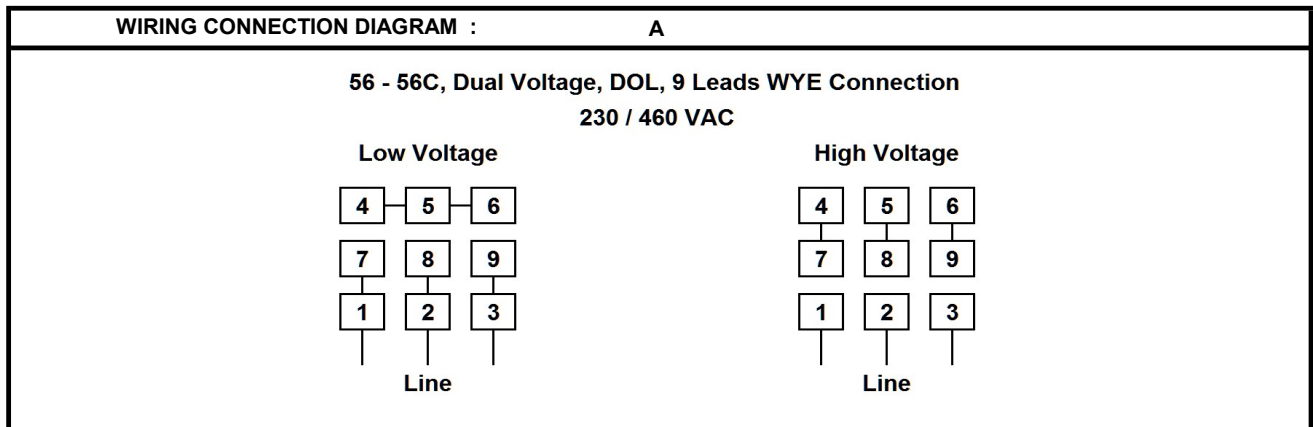 WIRING CONNECTION DIAGRAM : A
56 - 56C, Dual Voltage, DOL, 9 Leads WYE Connection
230 / 460 VAC
Low Voltage
4 5 6
7 8 9
1 2 3
Line
High Voltage
4 5 6
7 8 9
1 2 3
Line